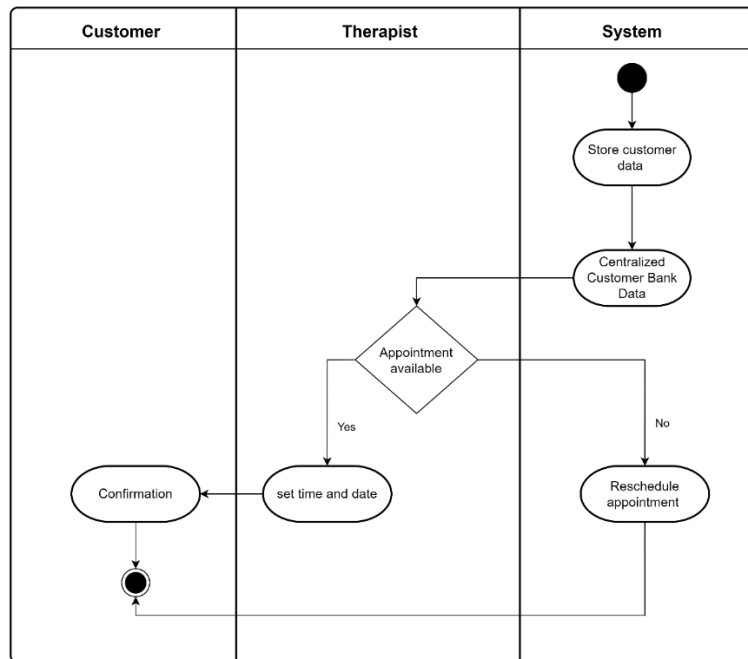 Customer
Therapist
System
Store customer
data
Centralized
Customer Bank
Data
Appointment
available
Yes
No
Confirmation
set time and date
Reschedule
appointment